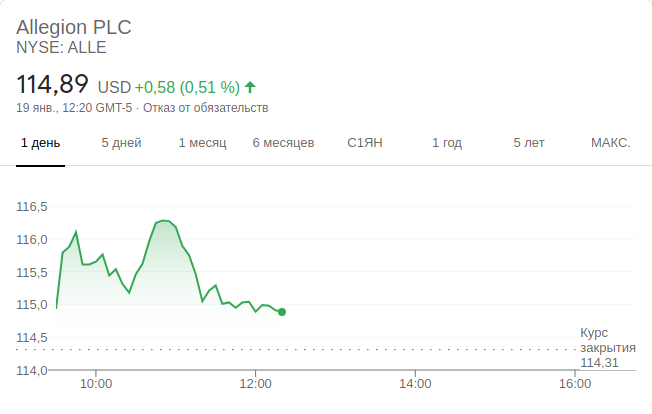 Allegion PLC
NYSE: ALLE
114,89 USD +0,58 (0,51 %)
19 янв., 12:20 GMT-5 · Отказ от обязательств
1 день 5 дней 1 месяц 6 месяцев С1ЯН 1 год 5 лет МАКС.
116,5
116,0
115,5
115,0
114,5
114,0
Курс
закрытия
114,31
10:00 12:00 14:00 16:00